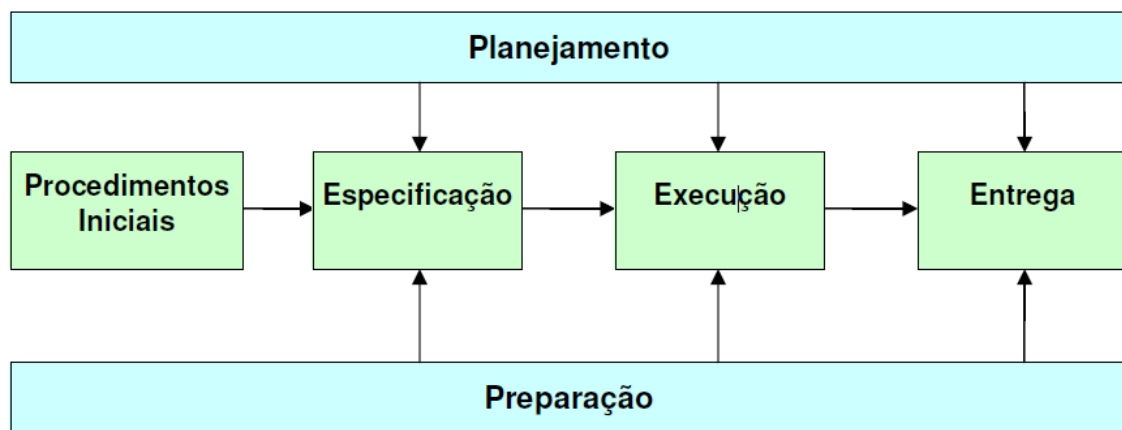 Planejamento
Procedimentos
Iniciais
Especificação
Execução
Entrega
Preparação